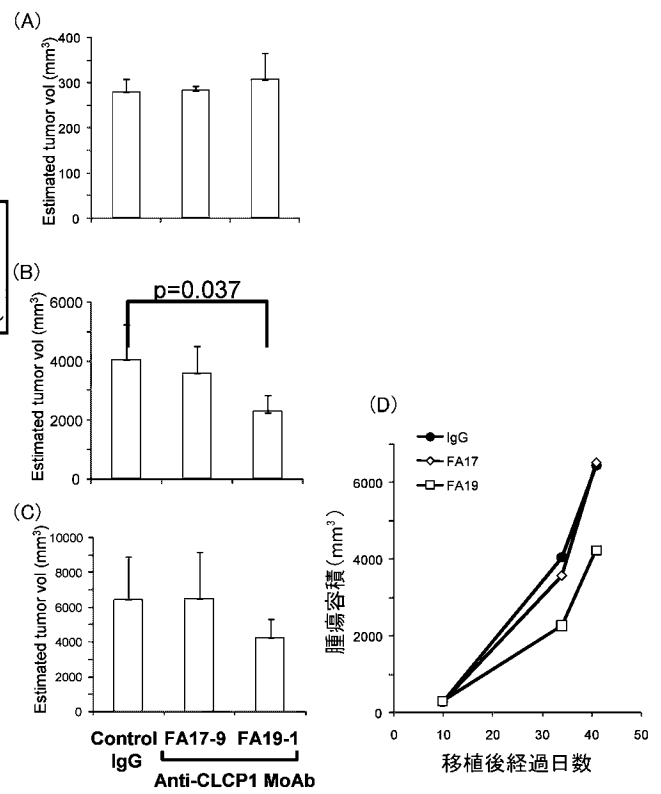 (A)
Estimated tumor vol (mm³)
400
300
200
100
0
(B)
p=0.037
Estimated tumor vol (mm³)
6000
4000
2000
0
(C)
Estimated tumor vol (mm³)
10000
8000
6000
4000
2000
0
Control IgG
FA17-9
FA19-1
Anti-CLCP1 MoAb
(D)
IgG
FA17
FA19
腫瘍容積(mm³)
6000
4000
2000
0
0 10 20 30 40 50
移植後経過日数